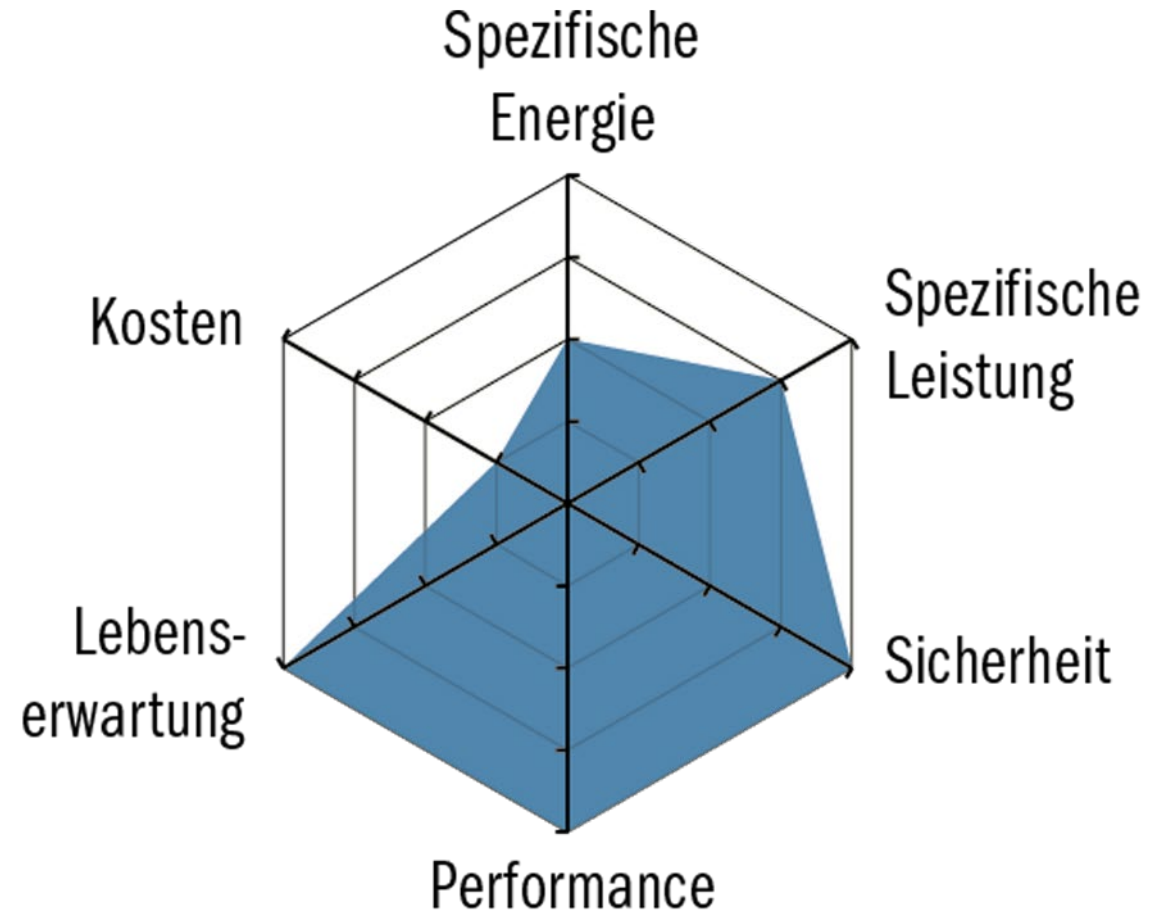 Spezifische
Energie
Spezifische
Leistung
Kosten
Lebens-
erwartung
Sicherheit
Performance